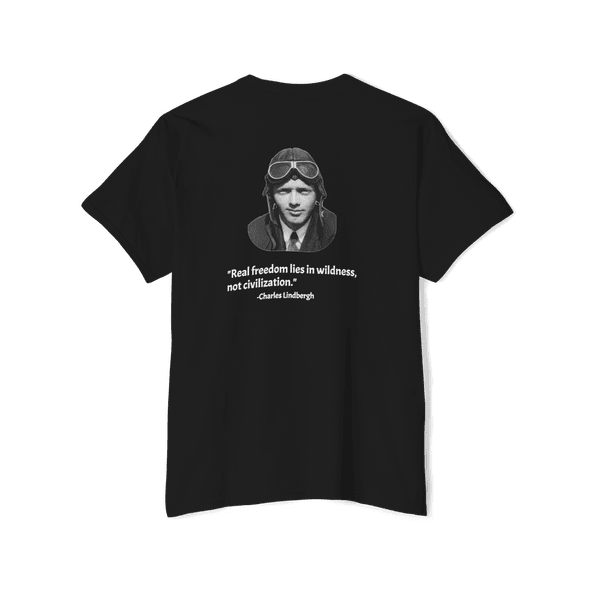 "Real freedom lies in wildness,
not civilization."
-Charles Lindbergh